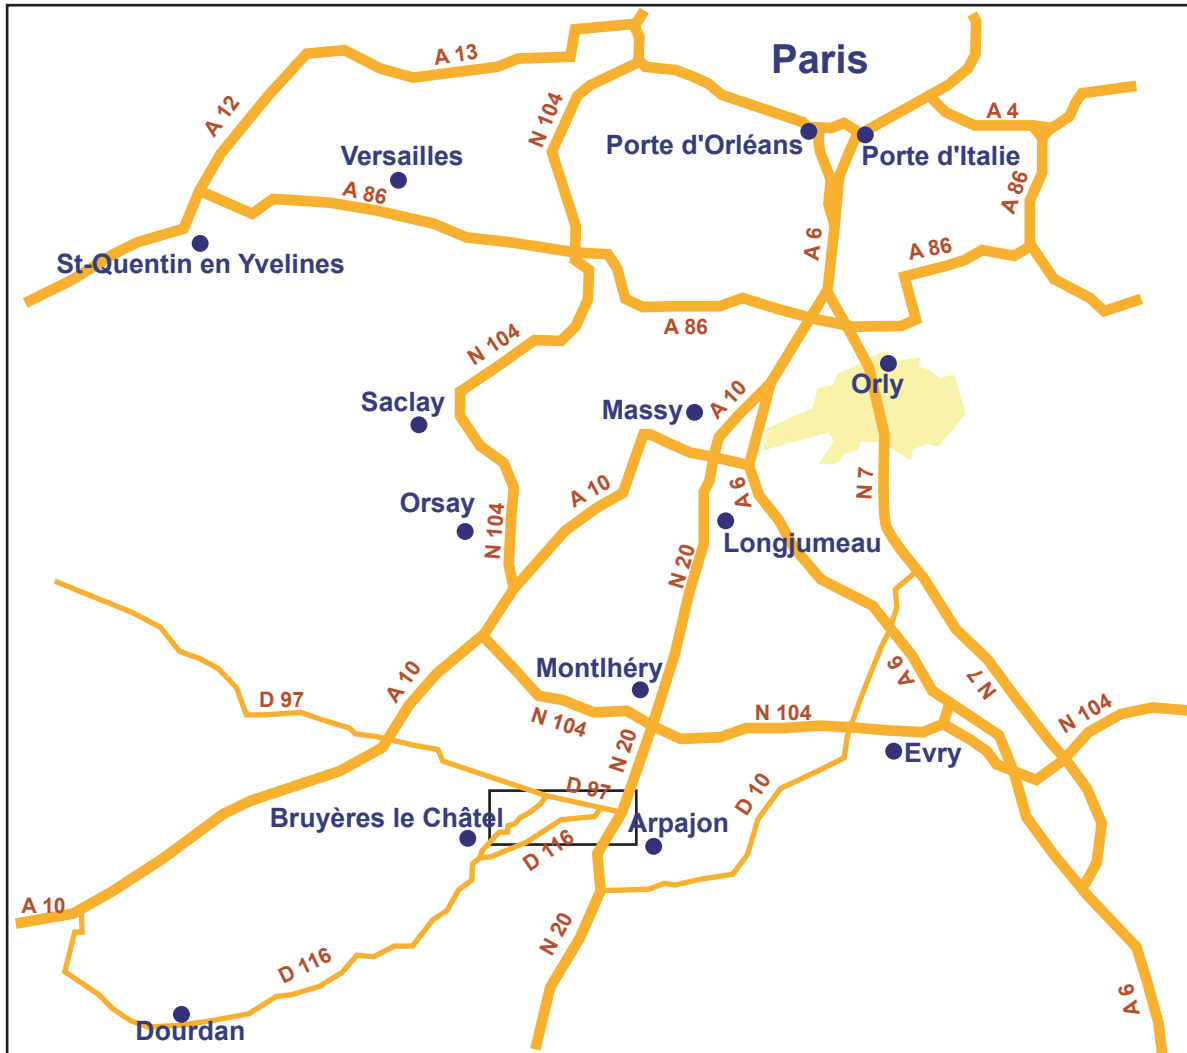 A 13
Paris
A 12
N 104
A 4
Porte d'Orléans
Porte d'Italie
Versailles
A 86
A 86
A 6
A 86
St-Quentin en Yvelines
A 86
N 104
Orly
Saclay
Massy
A 10
N 7
A 6
A 10
Orsay
N 104
Longjumeau
N 20
Montlhéry
A 6
N 7
A 10
D 97
N 104
N 104
N 104
N 20
Evry
D 97
D 10
Bruyères le Châtel
Arpajon
D 116
A 10
N 20
D 116
A 6
Dourdan